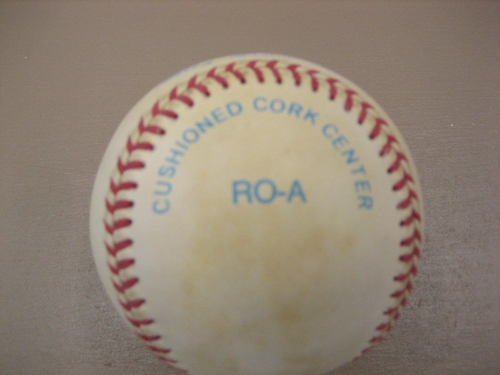 CUSHIONED CORK CENTER
RO-A